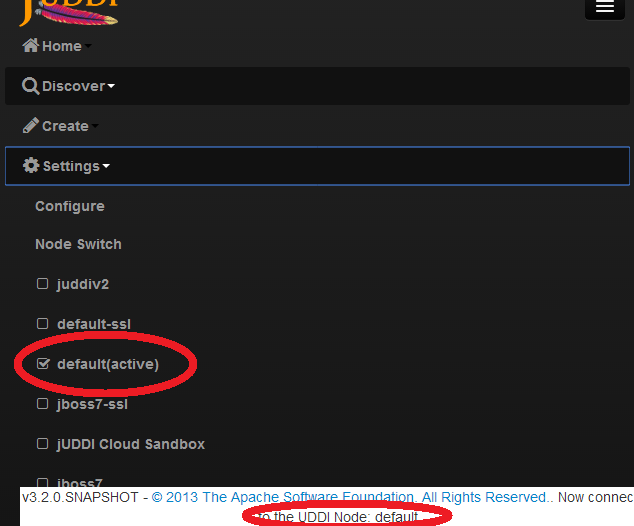 jUDDI
Home
Discover
Create
Settings
Configure
Node Switch
juddiv2
default-ssl
default(active)
jboss7-ssl
jUDDI Cloud Sandbox
jboss7
v3.2.0.SNAPSHOT - © 2013 The Apache Software Foundation. All Rights Reserved.. Now connec
to the UDDI Node: default